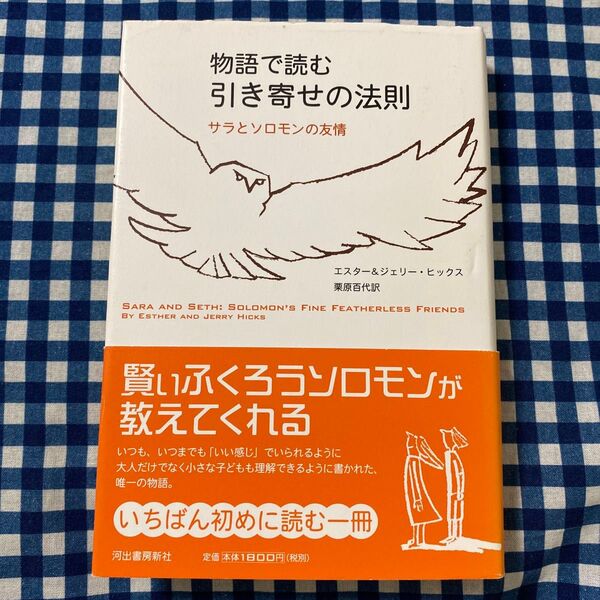 物語で読む
引き寄せの法則
サラとソロモンの友情
エスター&ジェリー・ヒックス
栗原百代訳
SARA AND SETH: SOLOMON'S FINE FEATHERLESS FRIENDS
BY ESTHER AND JERRY HICKS
賢いふくろうソロモンが
教えてくれる
いつも、いつまでも「いい感じ」でいられるように
大人だけでなく小さな子どもも理解できるように書かれた、
唯一の物語。
いちばん初めに読む一冊
河出書房新社
定価 本体1800円(税別)